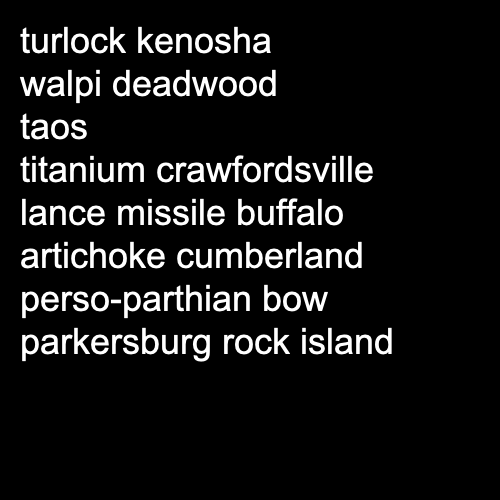 turlock kenosha
walpi deadwood
taos
titanium crawfordsville
lance missile buffalo
artichoke cumberland
perso-parthian bow
parkersburg rock island